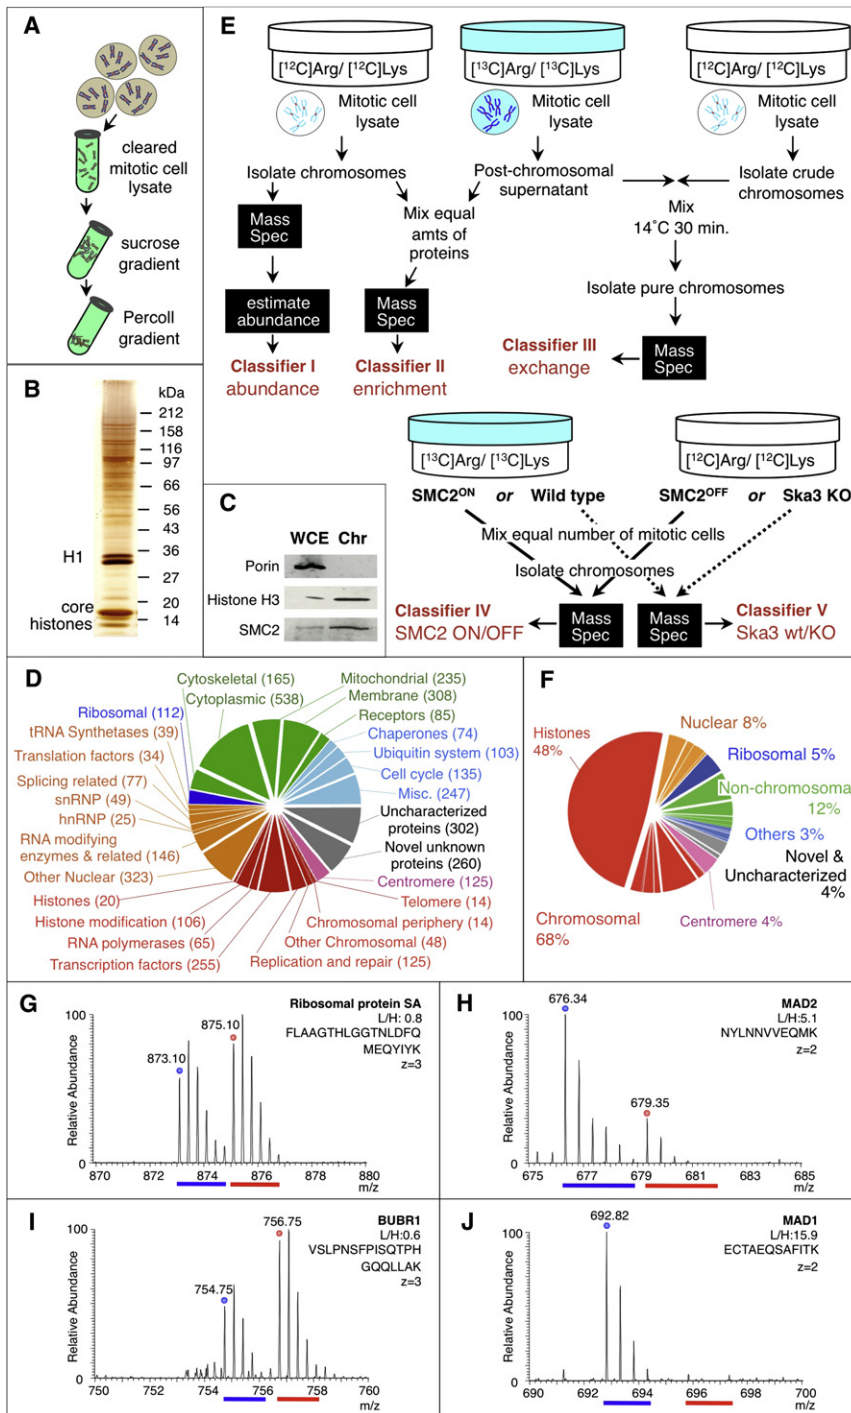 A
cleared
mitotic cell
lysate
sucrose
gradient
Percoll
gradient
B
kDa
212
158
116
97
66
56
43
36
27
20
14
H1
core
histones
C
WCE Chr
Porin
Histone H3
SMC2
E
[¹²C]Arg/ [¹²C]Lys
[¹³C]Arg/ [¹³C]Lys
[¹²C]Arg/ [¹²C]Lys
Mitotic cell
lysate
Mitotic cell
lysate
Mitotic cell
lysate
Isolate chromosomes
Post-chromosomal
supernatant
Isolate crude
chromosomes
Mass
Spec
Mix equal
amts of
proteins
Mix
14˚C 30 min.
estimate
abundance
Mass
Spec
Isolate pure chromosomes
Classifier I
abundance
Classifier II
enrichment
Classifier III
exchange
Mass
Spec
[¹³C]Arg/ [¹³C]Lys
[¹²C]Arg/ [¹²C]Lys
SMC2ᴼᴺ or Wild type
SMC2ᴼᶠᶠ or Ska3 KO
Mix equal number of mitotic cells
Isolate chromosomes
Classifier IV
SMC2 ON/OFF
Mass
Spec
Mass
Spec
Classifier V
Ska3 wt/KO
D
Cytoskeletal (165)
Cytoplasmic (538)
Ribosomal (112)
tRNA Synthetases (39)
Translation factors (34)
Splicing related (77)
snRNP (49)
hnRNP (25)
RNA modifying
enzymes & related (146)
Other Nuclear (323)
Histones (20)
Histone modification (106)
RNA polymerases (65)
Transcription factors (255)
Mitochondrial (235)
Membrane (308)
Receptors (85)
Chaperones (74)
Ubiquitin system (103)
Cell cycle (135)
Misc. (247)
Uncharacterized
proteins (302)
Novel unknown
proteins (260)
Centromere (125)
Telomere (14)
Chromosomal periphery (14)
Other Chromosomal (48)
Replication and repair (125)
F
Histones
48%
Nuclear 8%
Ribosomal 5%
Non-chromosomal
12%
Others 3%
Novel &
Uncharacterized
4%
Centromere 4%
Chromosomal
68%
G
Ribosomal protein SA
L/H: 0.8
FLAAGTHLGGTNLDFQ
MEQYIYK
z=3
873.10
875.10
100
0
Relative Abundance
870 872 874 876 878 880
m/z
H
MAD2
L/H:5.1
NYLNNVVEQMK
z=2
676.34
679.35
100
0
Relative Abundance
675 677 679 681 683 685
m/z
I
BUBR1
L/H:0.6
VSLPNSFPISQTPH
GQQLLAK
z=3
754.75
756.75
100
0
Relative Abundance
750 752 754 756 758 760
m/z
J
MAD1
L/H:15.9
ECTAEQSAFITK
z=2
692.82
100
0
Relative Abundance
690 692 694 696 698 700
m/z